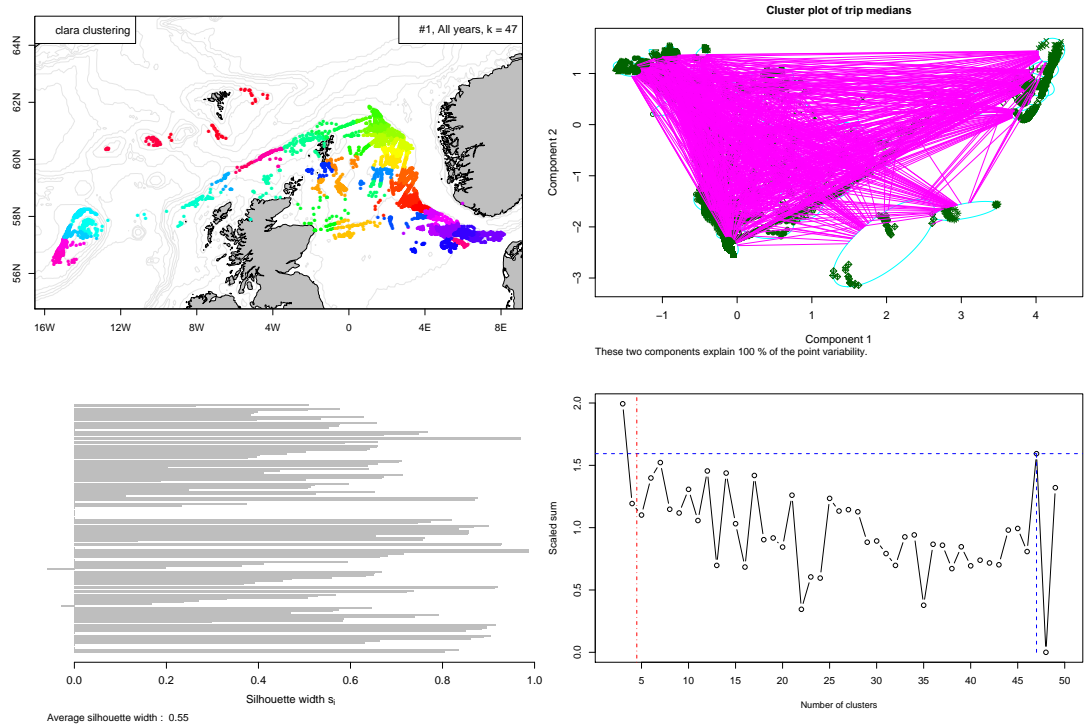 clara clustering
#1, All years, k = 47
64N
62N
60N
58N
56N
16W 12W 8W 4W 0 4E 8E
Cluster plot of trip medians
Component 2
1
0
−1
−2
−3
−1 0 1 2 3 4
Component 1
These two components explain 100 % of the point variability.
0.0 0.2 0.4 0.6 0.8 1.0
Silhouette width si
Average silhouette width : 0.55
Scaled sum
2.0
1.5
1.0
0.5
0.0
5 10 15 20 25 30 35 40 45 50
Number of clusters